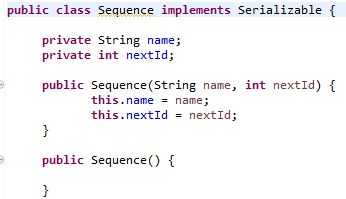 public class Sequence implements Serializable {
private String name;
private int nextId;
public Sequence(String name, int nextId) {
this.name = name;
this.nextId = nextId;
}
public Sequence() {
}